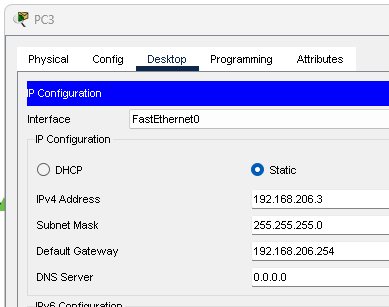 PC3
Physical Config Desktop Programming Attributes
IP Configuration
Interface FastEthernet0
IP Configuration
DHCP Static
IPv4 Address 192.168.206.3
Subnet Mask 255.255.255.0
Default Gateway 192.168.206.254
DNS Server 0.0.0.0
IPv6 Configuration